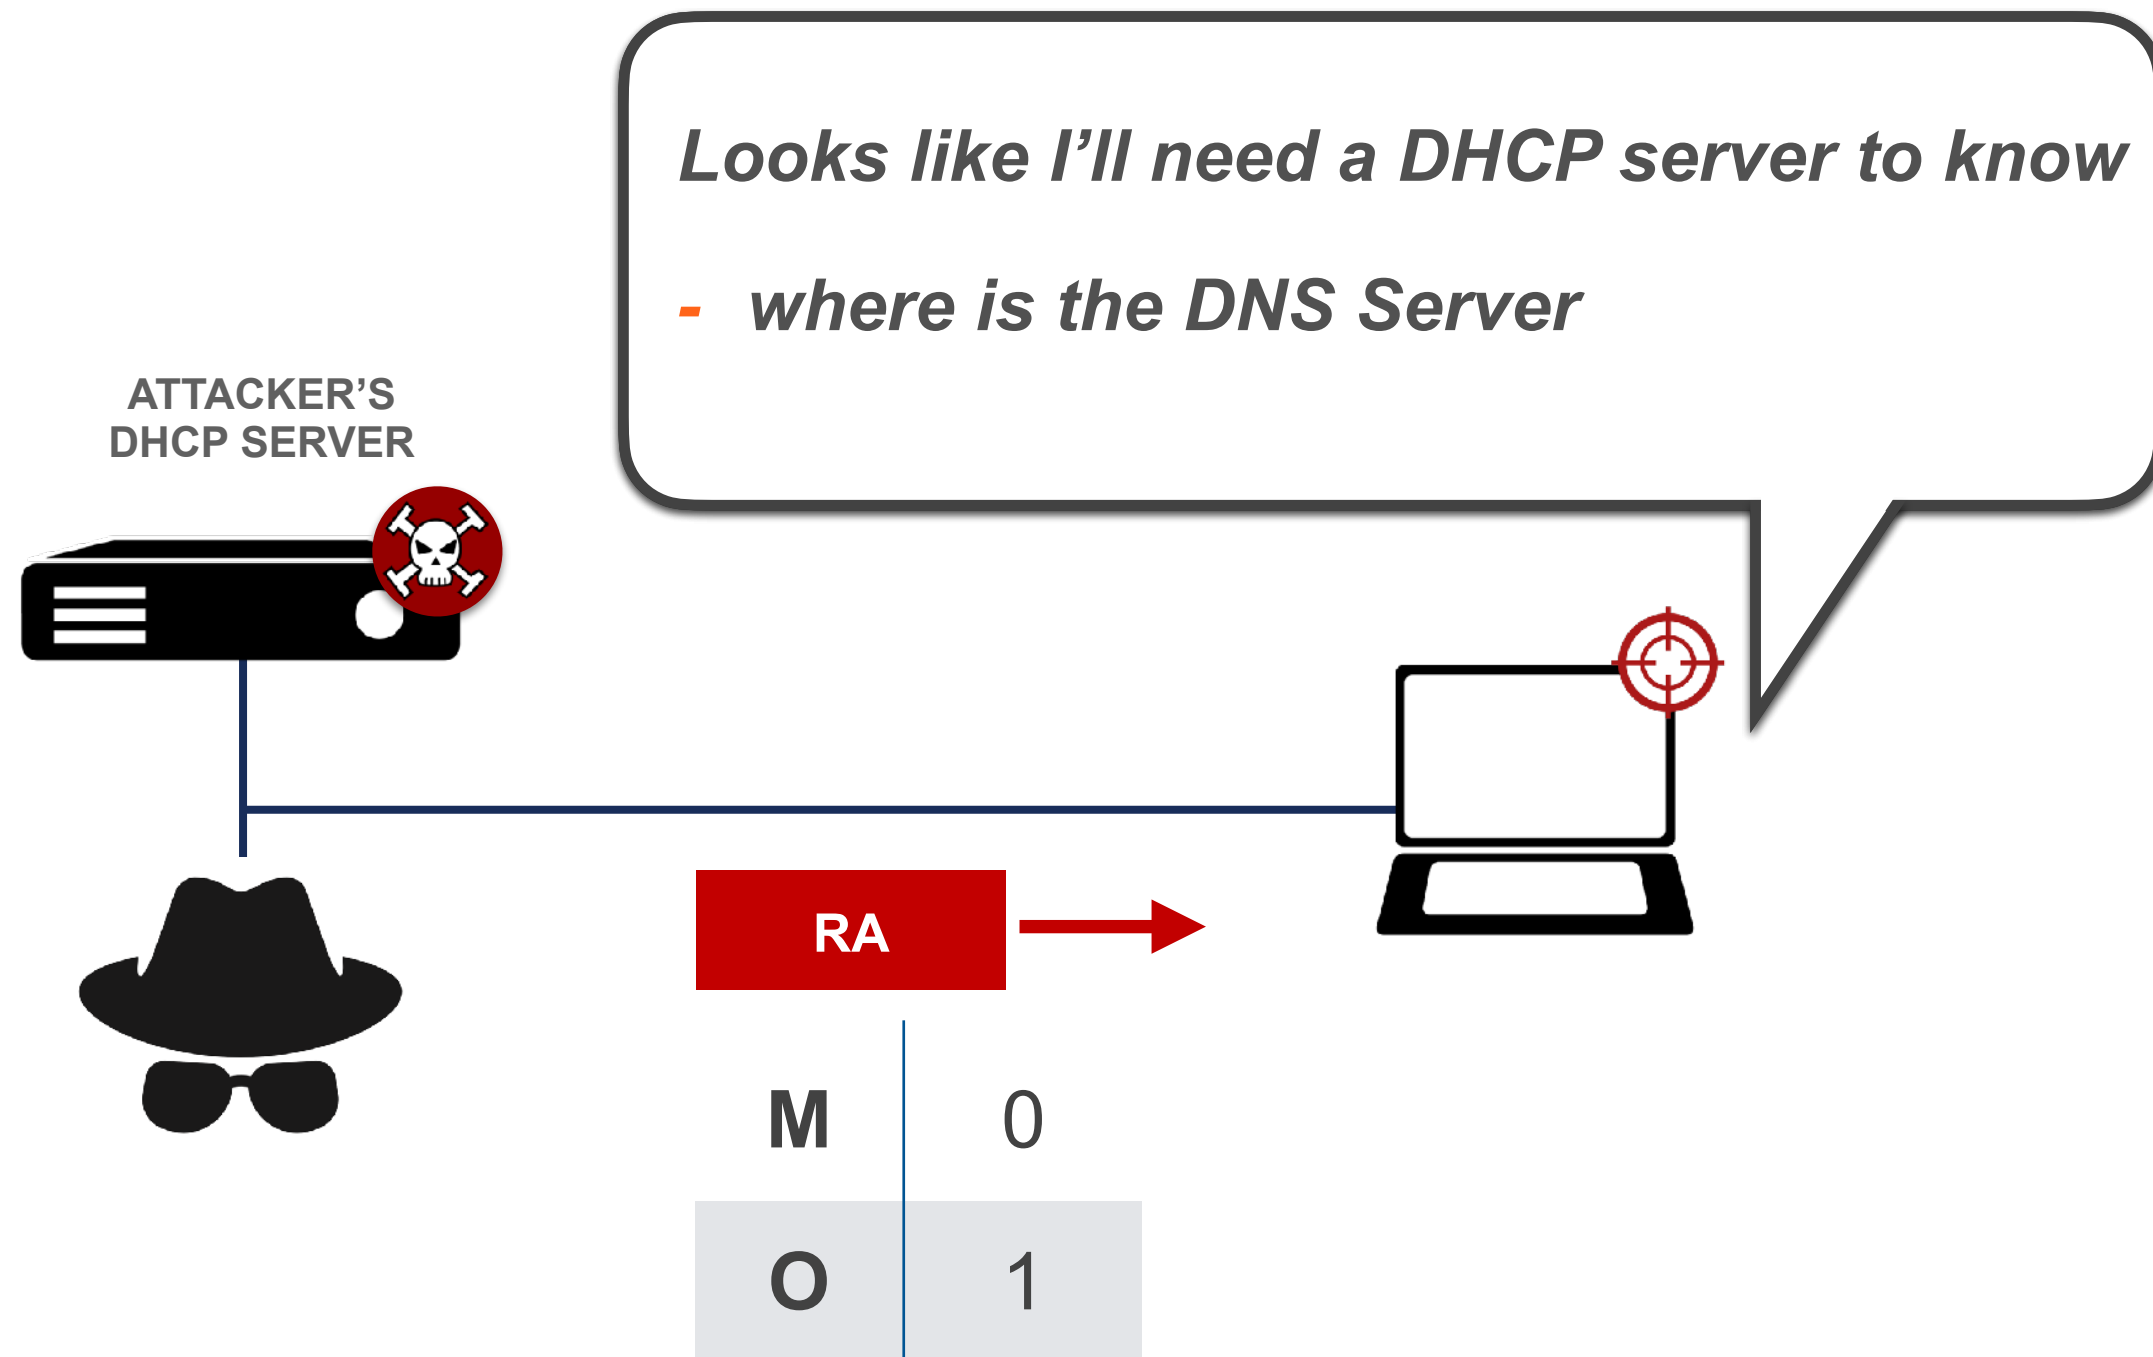 Looks like I’ll need a DHCP server to know
- where is the DNS Server
ATTACKER’S
DHCP SERVER
RA
M 0
O 1